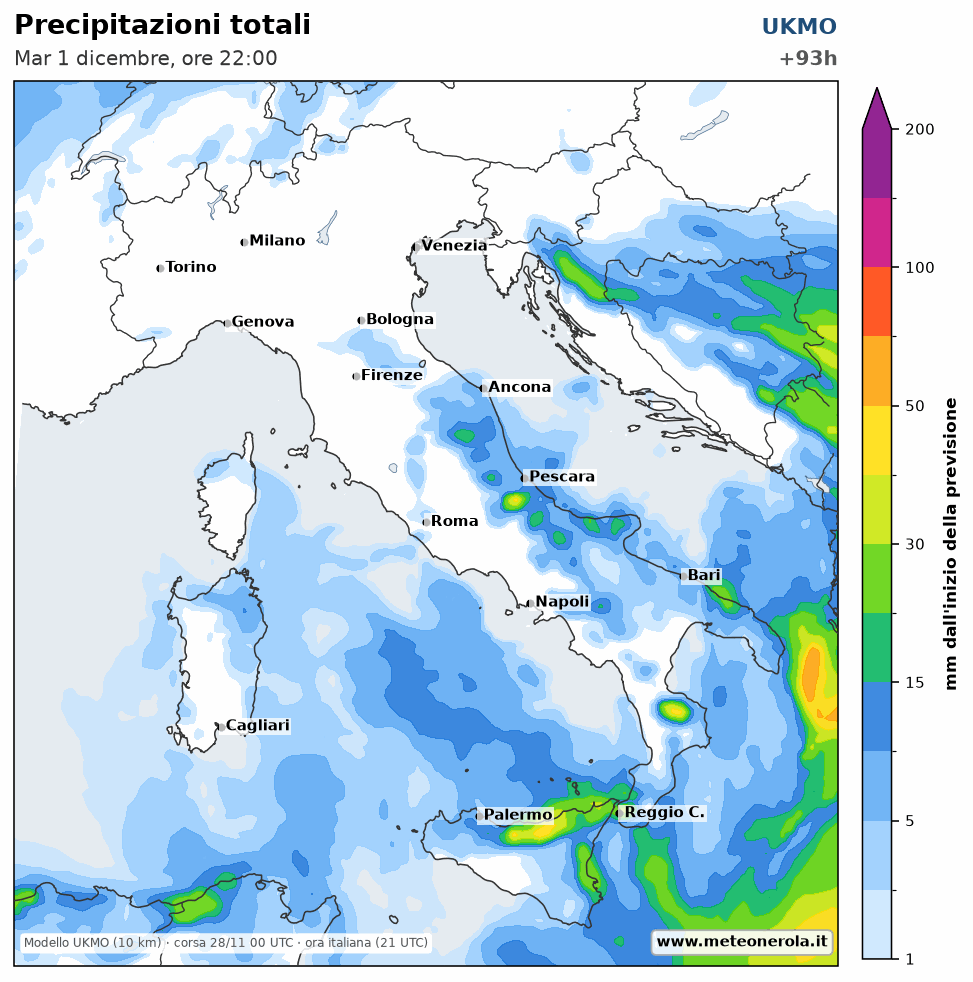 Precipitazioni totali
UKMO
Mar 1 dicembre, ore 22:00
+93h
Milano
Venezia
Torino
Genova
Bologna
Firenze
Ancona
Pescara
Roma
Bari
Napoli
Cagliari
Palermo
Reggio C.
200
100
50
30
15
5
1
mm dall'inizio della previsione
Modello UKMO (10 km) · corsa 28/11 00 UTC · ora italiana (21 UTC)
www.meteonerola.it